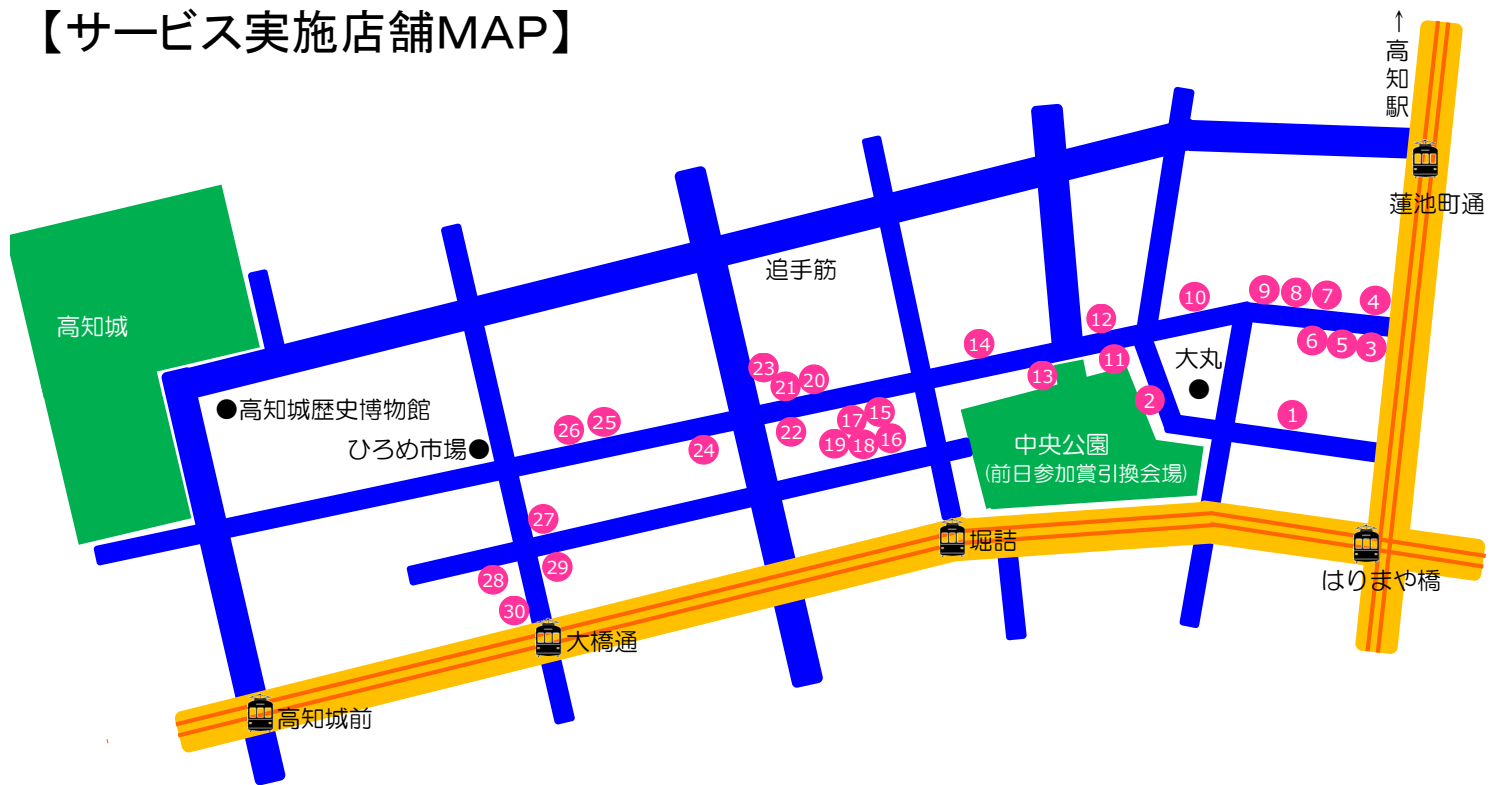 【サービス実施店舗MAP】
↑高知駅
蓮池町通
追手筋
高知城
9
8
7
4
10
12
6
5
3
14
11
大丸
13
23
21
20
2
高知城歴史博物館
1
26
25
17
15
22
19
18
16
ひろめ市場
24
中央公園
(前日参加賞引換会場)
27
堀詰
29
28
はりまや橋
30
大橋通
高知城前